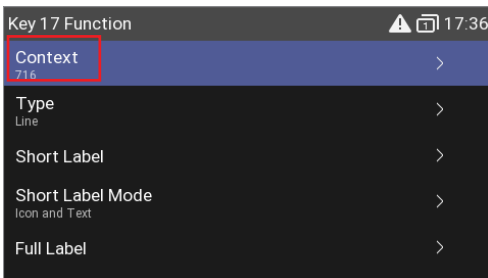 Key 17 Function 1 17:36
Context
716
Type
Line
Short Label
Short Label Mode
Icon and Text
Full Label